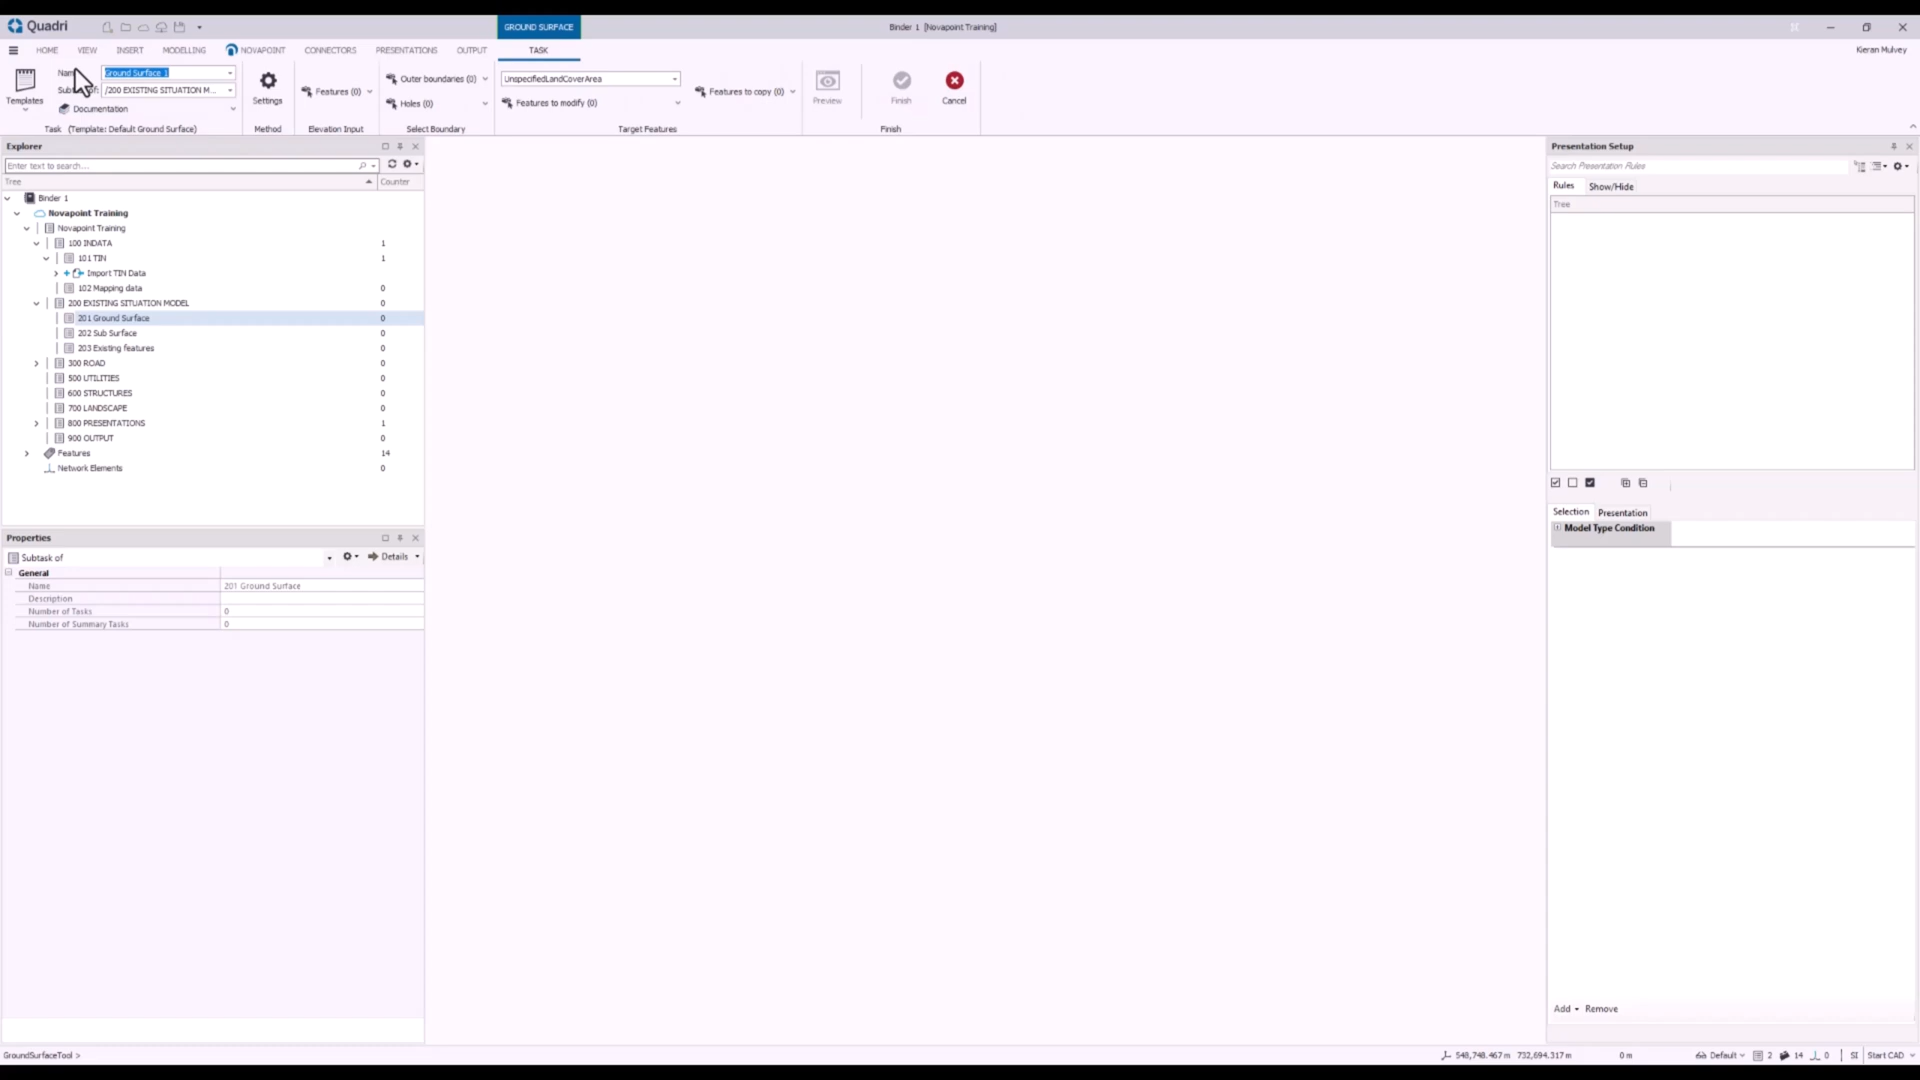 Quadri
GROUND SURFACE
Binder 1 [Novapoint Training]
HOME VIEW INSERT MODELLING NOVAPOINT CONNECTORS PRESENTATIONS OUTPUT TASK
Kieran Mulvey
Templates
Ground Surface 1
/200 EXISTING SITUATION M...
Documentation
Task (Template: Default Ground Surface)
Settings
Method
Features (0)
Elevation Input
Outer boundaries (0)
Holes (0)
Select Boundary
UnspecifiedLandCoverArea
Features to modify (0)
Features to copy (0)
Target Features
Preview
Finish
Cancel
Finish
Explorer
Enter text to search...
Tree Counter
Binder 1
Novapoint Training
Novapoint Training
100 INDATA 1
101 TIN 1
Import TIN Data
102 Mapping data 0
200 EXISTING SITUATION MODEL 0
201 Ground Surface 0
202 Sub Surface 0
203 Existing features 0
300 ROAD 0
500 UTILITIES 0
600 STRUCTURES 0
700 LANDSCAPE 0
800 PRESENTATIONS 1
900 OUTPUT 0
Features 14
Network Elements 0
Properties
Subtask of
Details
General
Name 201 Ground Surface
Description
Number of Tasks 0
Number of Summary Tasks 0
Presentation Setup
Search Presentation Rules
Rules Show/Hide
Tree
Selection Presentation
Model Type Condition
Add Remove
GroundSurfaceTool >
548,748.467 m 732,694.317 m 0 m Default 2 14 0 SI Start CAD